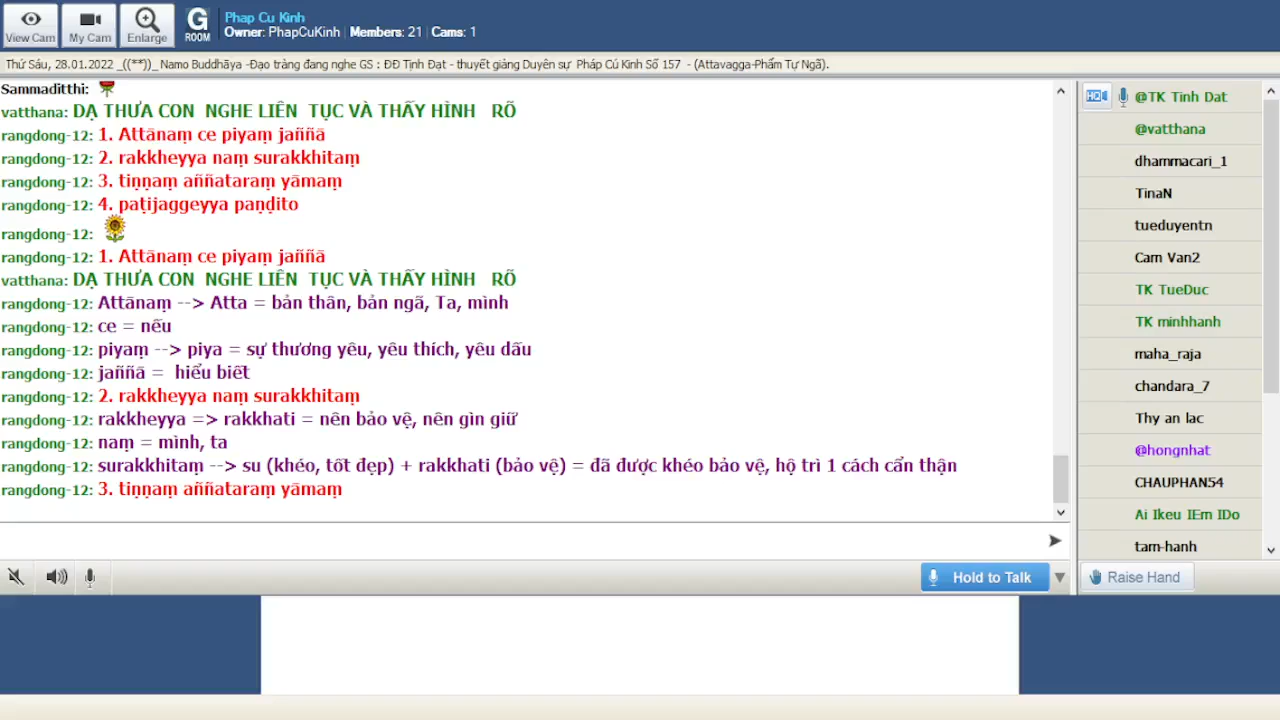 View Cam
My Cam
Enlarge
G
ROOM
Phap Cu Kinh
Owner: PhapCuKinh | Members: 21 | Cams: 1
Thứ Sáu, 28.01.2022 _((**))_ Namo Buddhāya -Đạo tràng đang nghe GS : ĐĐ Tịnh Đạt - thuyết giảng Duyên sự Pháp Cú Kinh Số 157 - (Attavagga-Phẩm Tự Ngã).
Sammaditthi:
vatthana: DẠ THƯA CON NGHE LIÊN TỤC VÀ THẤY HÌNH RÕ
rangdong-12: 1. Attānaṃ ce piyaṃ jaññā
rangdong-12: 2. rakkheyya naṃ surakkhitaṃ
rangdong-12: 3. tiṇṇaṃ aññataraṃ yāmaṃ
rangdong-12: 4. paṭijaggeyya paṇḍito
rangdong-12:
rangdong-12: 1. Attānaṃ ce piyaṃ jaññā
vatthana: DẠ THƯA CON NGHE LIÊN TỤC VÀ THẤY HÌNH RÕ
rangdong-12: Attānaṃ --> Atta = bản thân, bản ngã, Ta, mình
rangdong-12: ce = nếu
rangdong-12: piyaṃ --> piya = sự thương yêu, yêu thích, yêu dấu
rangdong-12: jaññā = hiểu biết
rangdong-12: 2. rakkheyya naṃ surakkhitaṃ
rangdong-12: rakkheyya => rakkhati = nên bảo vệ, nên gìn giữ
rangdong-12: naṃ = mình, ta
rangdong-12: surakkhitaṃ --> su (khéo, tốt đẹp) + rakkhati (bảo vệ) = đã được khéo bảo vệ, hộ trì 1 cách cẩn thận
rangdong-12: 3. tiṇṇaṃ aññataraṃ yāmaṃ
Hold to Talk
HQ
@TK Tinh Dat
@vatthana
dhammacari_1
TinaN
tueduyentn
Cam Van2
TK TueDuc
TK minhhanh
maha_raja
chandara_7
Thy an lac
@hongnhat
CHAUPHAN54
Ai Ikeu IEm IDo
tam-hanh
Raise Hand